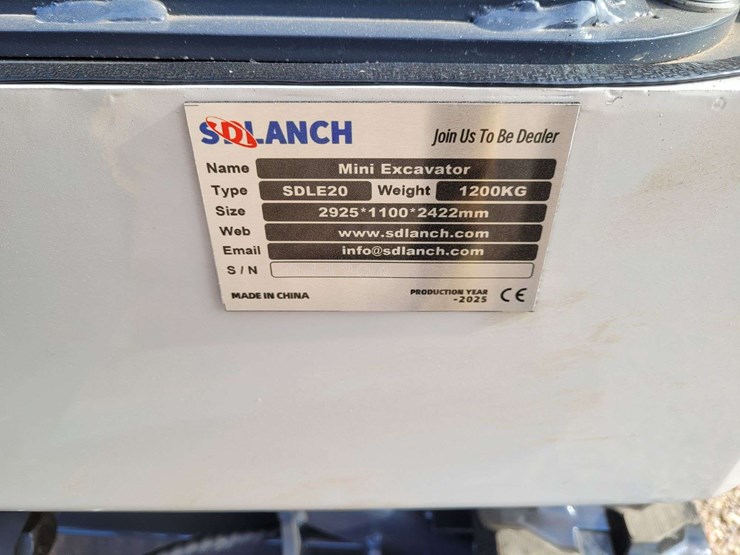 SDLANCH Join Us To Be Dealer
Name Mini Excavator
Type SDLE20 Weight 1200KG
Size 2925*1100*2422mm
Web www.sdlanch.com
Email info@sdlanch.com
S / N
MADE IN CHINA PRODUCTION YEAR CE
-2025